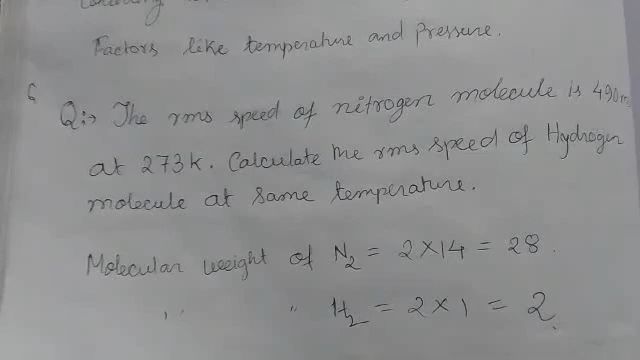 Factors like temperature and pressure.
Q:→ The rms speed of nitrogen molecule is 490
at 273k. Calculate the rms speed of Hydrogen
molecule at same temperature.
Molecular weight of N₂ = 2×14 = 28.
" " H₂ = 2×1 = 2